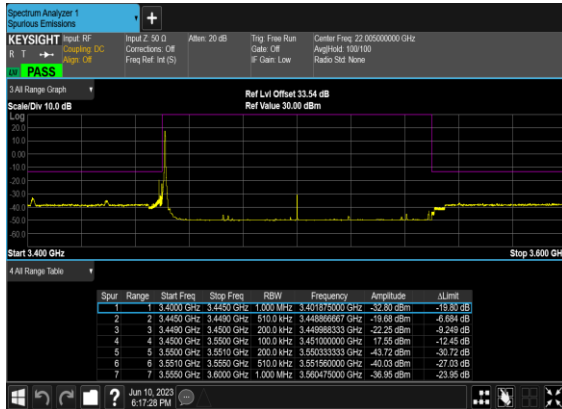 Spectrum Analyzer 1
Spurious Emissions
KEYSIGHT
R T
LXI PASS
Input: RF
Coupling: DC
Align: Off
Input Z: 50 Ω
Corrections: Off
Freq Ref: Int (S)
Atten: 20 dB
Trig: Free Run
Gate: Off
IF Gain: Low
Center Freq: 22.005000000 GHz
Avg|Hold: 100/100
Radio Std: None
3 All Range Graph
Scale/Div 10.0 dB
Ref Lvl Offset 33.54 dB
Ref Value 30.00 dBm
Log
20.0
10.0
0.00
-10.0
-20.0
-30.0
-40.0
-50.0
-60.0
Start 3.400 GHz
Stop 3.600 GH
4 All Range Table
Spur Range Start Freq Stop Freq RBW Frequency Amplitude ΔLimit
1 1 3.4000 GHz 3.4450 GHz 1.000 MHz 3.401875000 GHz -32.80 dBm -19.80 dB
2 2 3.4450 GHz 3.4490 GHz 510.0 kHz 3.448866667 GHz -19.68 dBm -6.684 dB
3 3 3.4490 GHz 3.4500 GHz 200.0 kHz 3.449988333 GHz -22.25 dBm -9.249 dB
4 4 3.4500 GHz 3.5500 GHz 100.0 kHz 3.451000000 GHz 17.55 dBm -12.45 dB
5 5 3.5500 GHz 3.5510 GHz 200.0 kHz 3.550333333 GHz -43.72 dBm -30.72 dB
6 6 3.5510 GHz 3.5550 GHz 510.0 kHz 3.551560000 GHz -40.03 dBm -27.03 dB
7 7 3.5550 GHz 3.6000 GHz 1.000 MHz 3.560475000 GHz -36.95 dBm -23.95 dB
?
Jun 10, 2023
6:17:28 PM